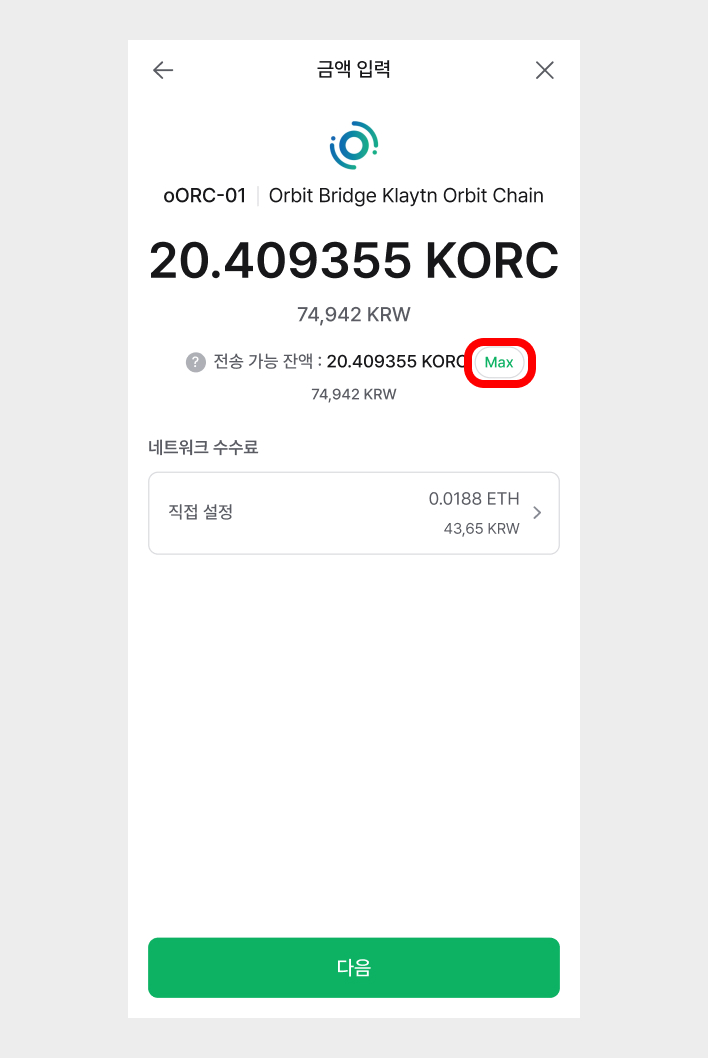 금액 입력
oORC-01 | Orbit Bridge Klaytn Orbit Chain
20.409355 KORC
74,942 KRW
? 전송 가능 잔액 : 20.409355 KORC Max
74,942 KRW
네트워크 수수료
직접 설정 0.0188 ETH
43,65 KRW
다음